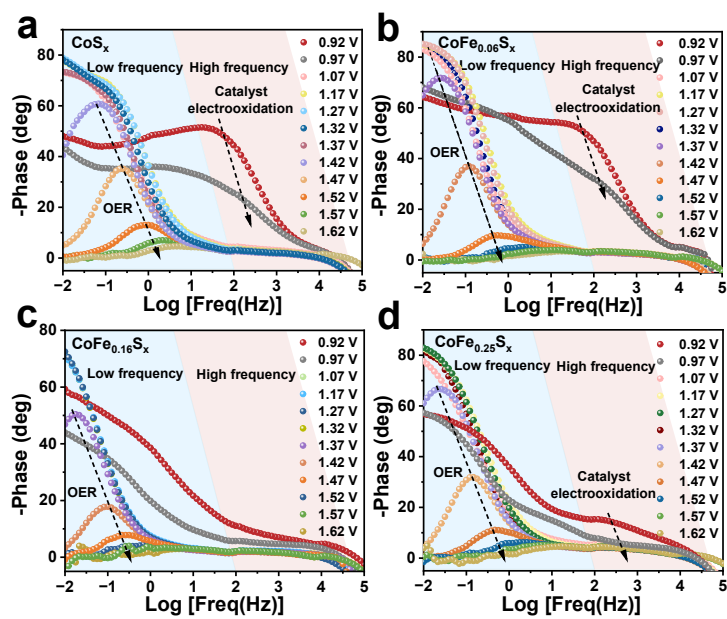 a
CoSₓ
Low frequency
High frequency
Catalyst
electrooxidation
OER
0.92 V
0.97 V
1.07 V
1.17 V
1.27 V
1.32 V
1.37 V
1.42 V
1.47 V
1.52 V
1.57 V
1.62 V
-Phase (deg)
80
60
40
20
0
-2 -1 0 1 2 3 4 5
Log [Freq(Hz)]
b
CoFe₀.₀₆Sₓ
Low frequency
High frequency
Catalyst
electrooxidation
OER
0.92 V
0.97 V
1.07 V
1.17 V
1.27 V
1.32 V
1.37 V
1.42 V
1.47 V
1.52 V
1.57 V
1.62 V
-Phase (deg)
80
60
40
20
0
-2 -1 0 1 2 3 4 5
Log [Freq(Hz)]
c
CoFe₀.₁₆Sₓ
Low frequency
High frequency
OER
0.92 V
0.97 V
1.07 V
1.17 V
1.27 V
1.32 V
1.37 V
1.42 V
1.47 V
1.52 V
1.57 V
1.62 V
-Phase (deg)
80
60
40
20
0
-2 -1 0 1 2 3 4 5
Log [Freq(Hz)]
d
CoFe₀.₂₅Sₓ
Low frequency
High frequency
Catalyst
electrooxidation
OER
0.92 V
0.97 V
1.07 V
1.17 V
1.27 V
1.32 V
1.37 V
1.42 V
1.47 V
1.52 V
1.57 V
1.62 V
-Phase (deg)
80
60
40
20
0
-2 -1 0 1 2 3 4 5
Log [Freq(Hz)]